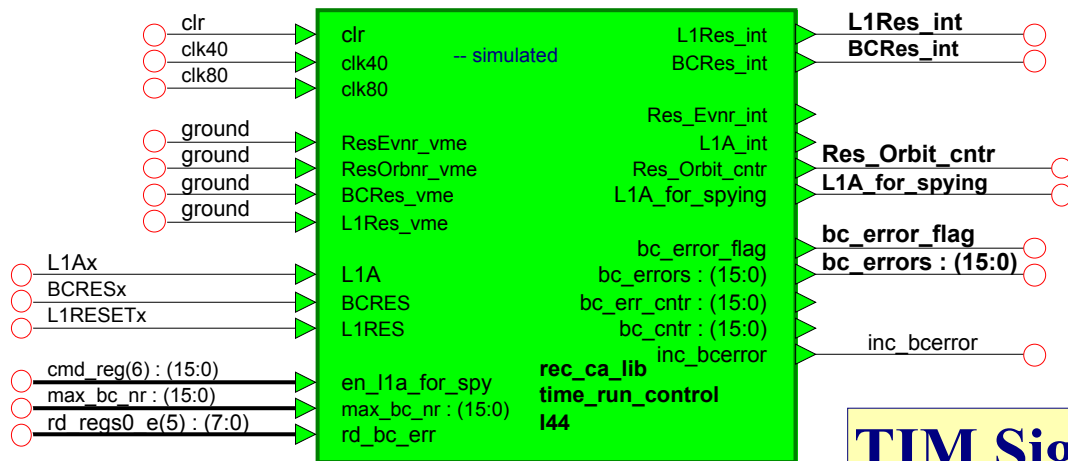 clr
clk40
clk80
ground
ground
ground
ground
L1Ax
BCRESx
L1RESETx
cmd_reg(6) : (15:0)
max_bc_nr : (15:0)
rd_regs0_e(5) : (7:0)
clr
clk40
clk80
-- simulated
ResEvnr_vme
ResOrbnr_vme
BCRes_vme
L1Res_vme
L1A
BCRES
L1RES
en_l1a_for_spy
max_bc_nr : (15:0)
rd_bc_err
L1Res_int
BCRes_int
Res_Evnr_int
L1A_int
Res_Orbit_cntr
L1A_for_spying
bc_error_flag
bc_errors : (15:0)
bc_err_cntr : (15:0)
bc_cntr : (15:0)
inc_bcerror
rec_ca_lib
time_run_control
I44
L1Res_int
BCRes_int
Res_Orbit_cntr
L1A_for_spying
bc_error_flag
bc_errors : (15:0)
inc_bcerror
TIM Sig